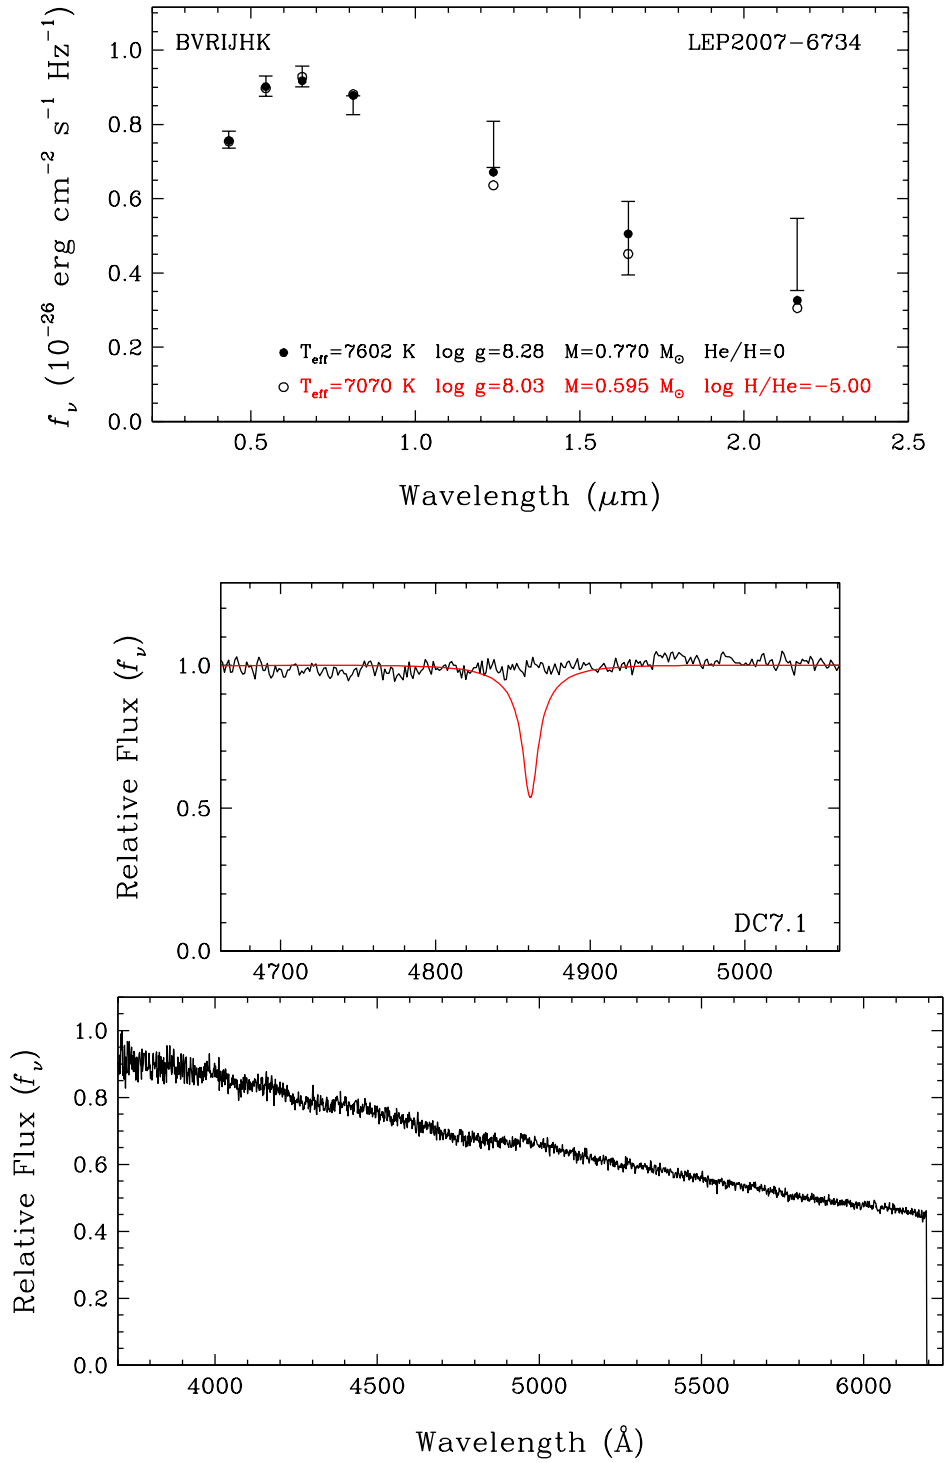 BVRIJHK LEP2007−6734
1.0
0.8
0.6
0.4
0.2
0.0
f_ν (10^−26 erg cm^−2 s^−1 Hz^−1)
● T_eff=7602 K log g=8.28 M=0.770 M_⊙ He/H=0
○ T_eff=7070 K log g=8.03 M=0.595 M_⊙ log H/He=−5.00
0.5 1.0 1.5 2.0 2.5
Wavelength (μm)
1.0
0.5
0.0
Relative Flux (f_ν)
DC7.1
4700 4800 4900 5000
1.0
0.8
0.6
0.4
0.2
0.0
Relative Flux (f_ν)
4000 4500 5000 5500 6000
Wavelength (Å)